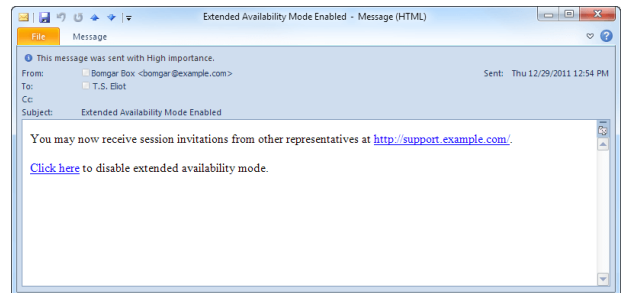 Extended Availability Mode Enabled - Message (HTML)
File Message
This message was sent with High importance.
From: Bomgar Box <bomgar@example.com> Sent: Thu 12/29/2011 12:54 PM
To: T.S. Eliot
Cc:
Subject: Extended Availability Mode Enabled
You may now receive session invitations from other representatives at http://support.example.com/.
Click here to disable extended availability mode.